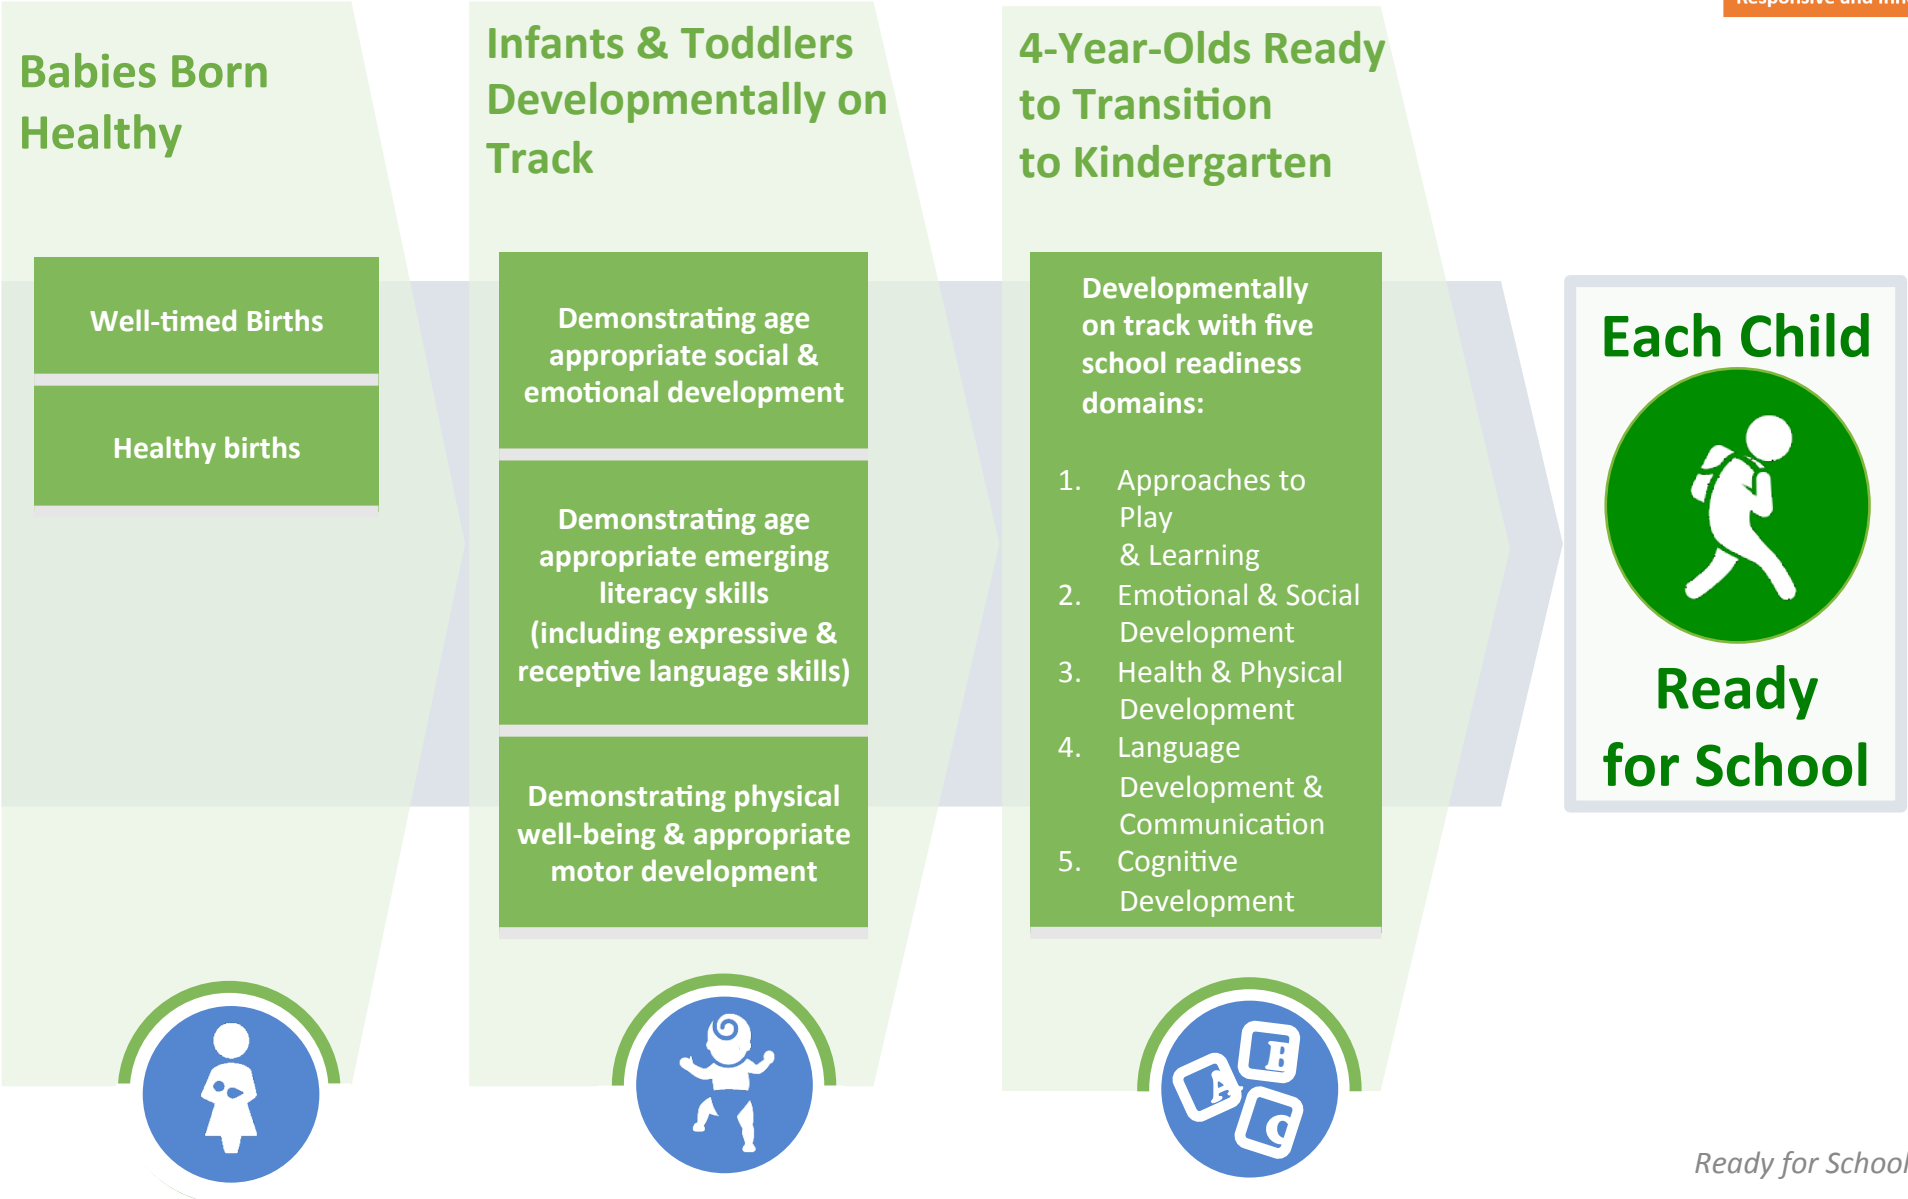 Responsive and
Babies Born
Healthy
Well-timed Births
Healthy births
Infants & Toddlers
Developmentally on
Track
Demonstrating age
appropriate social &
emotional development
Demonstrating age
appropriate emerging
literacy skills
(including expressive &
receptive language skills)
Demonstrating physical
well-being & appropriate
motor development
4-Year-Olds Ready
to Transition
to Kindergarten
Developmentally
on track with five
school readiness
domains:
1. Approaches to
Play
& Learning
2. Emotional & Social
Development
3. Health & Physical
Development
4. Language
Development &
Communication
5. Cognitive
Development
Each Child
Ready
for School
A
B
C
Ready for School